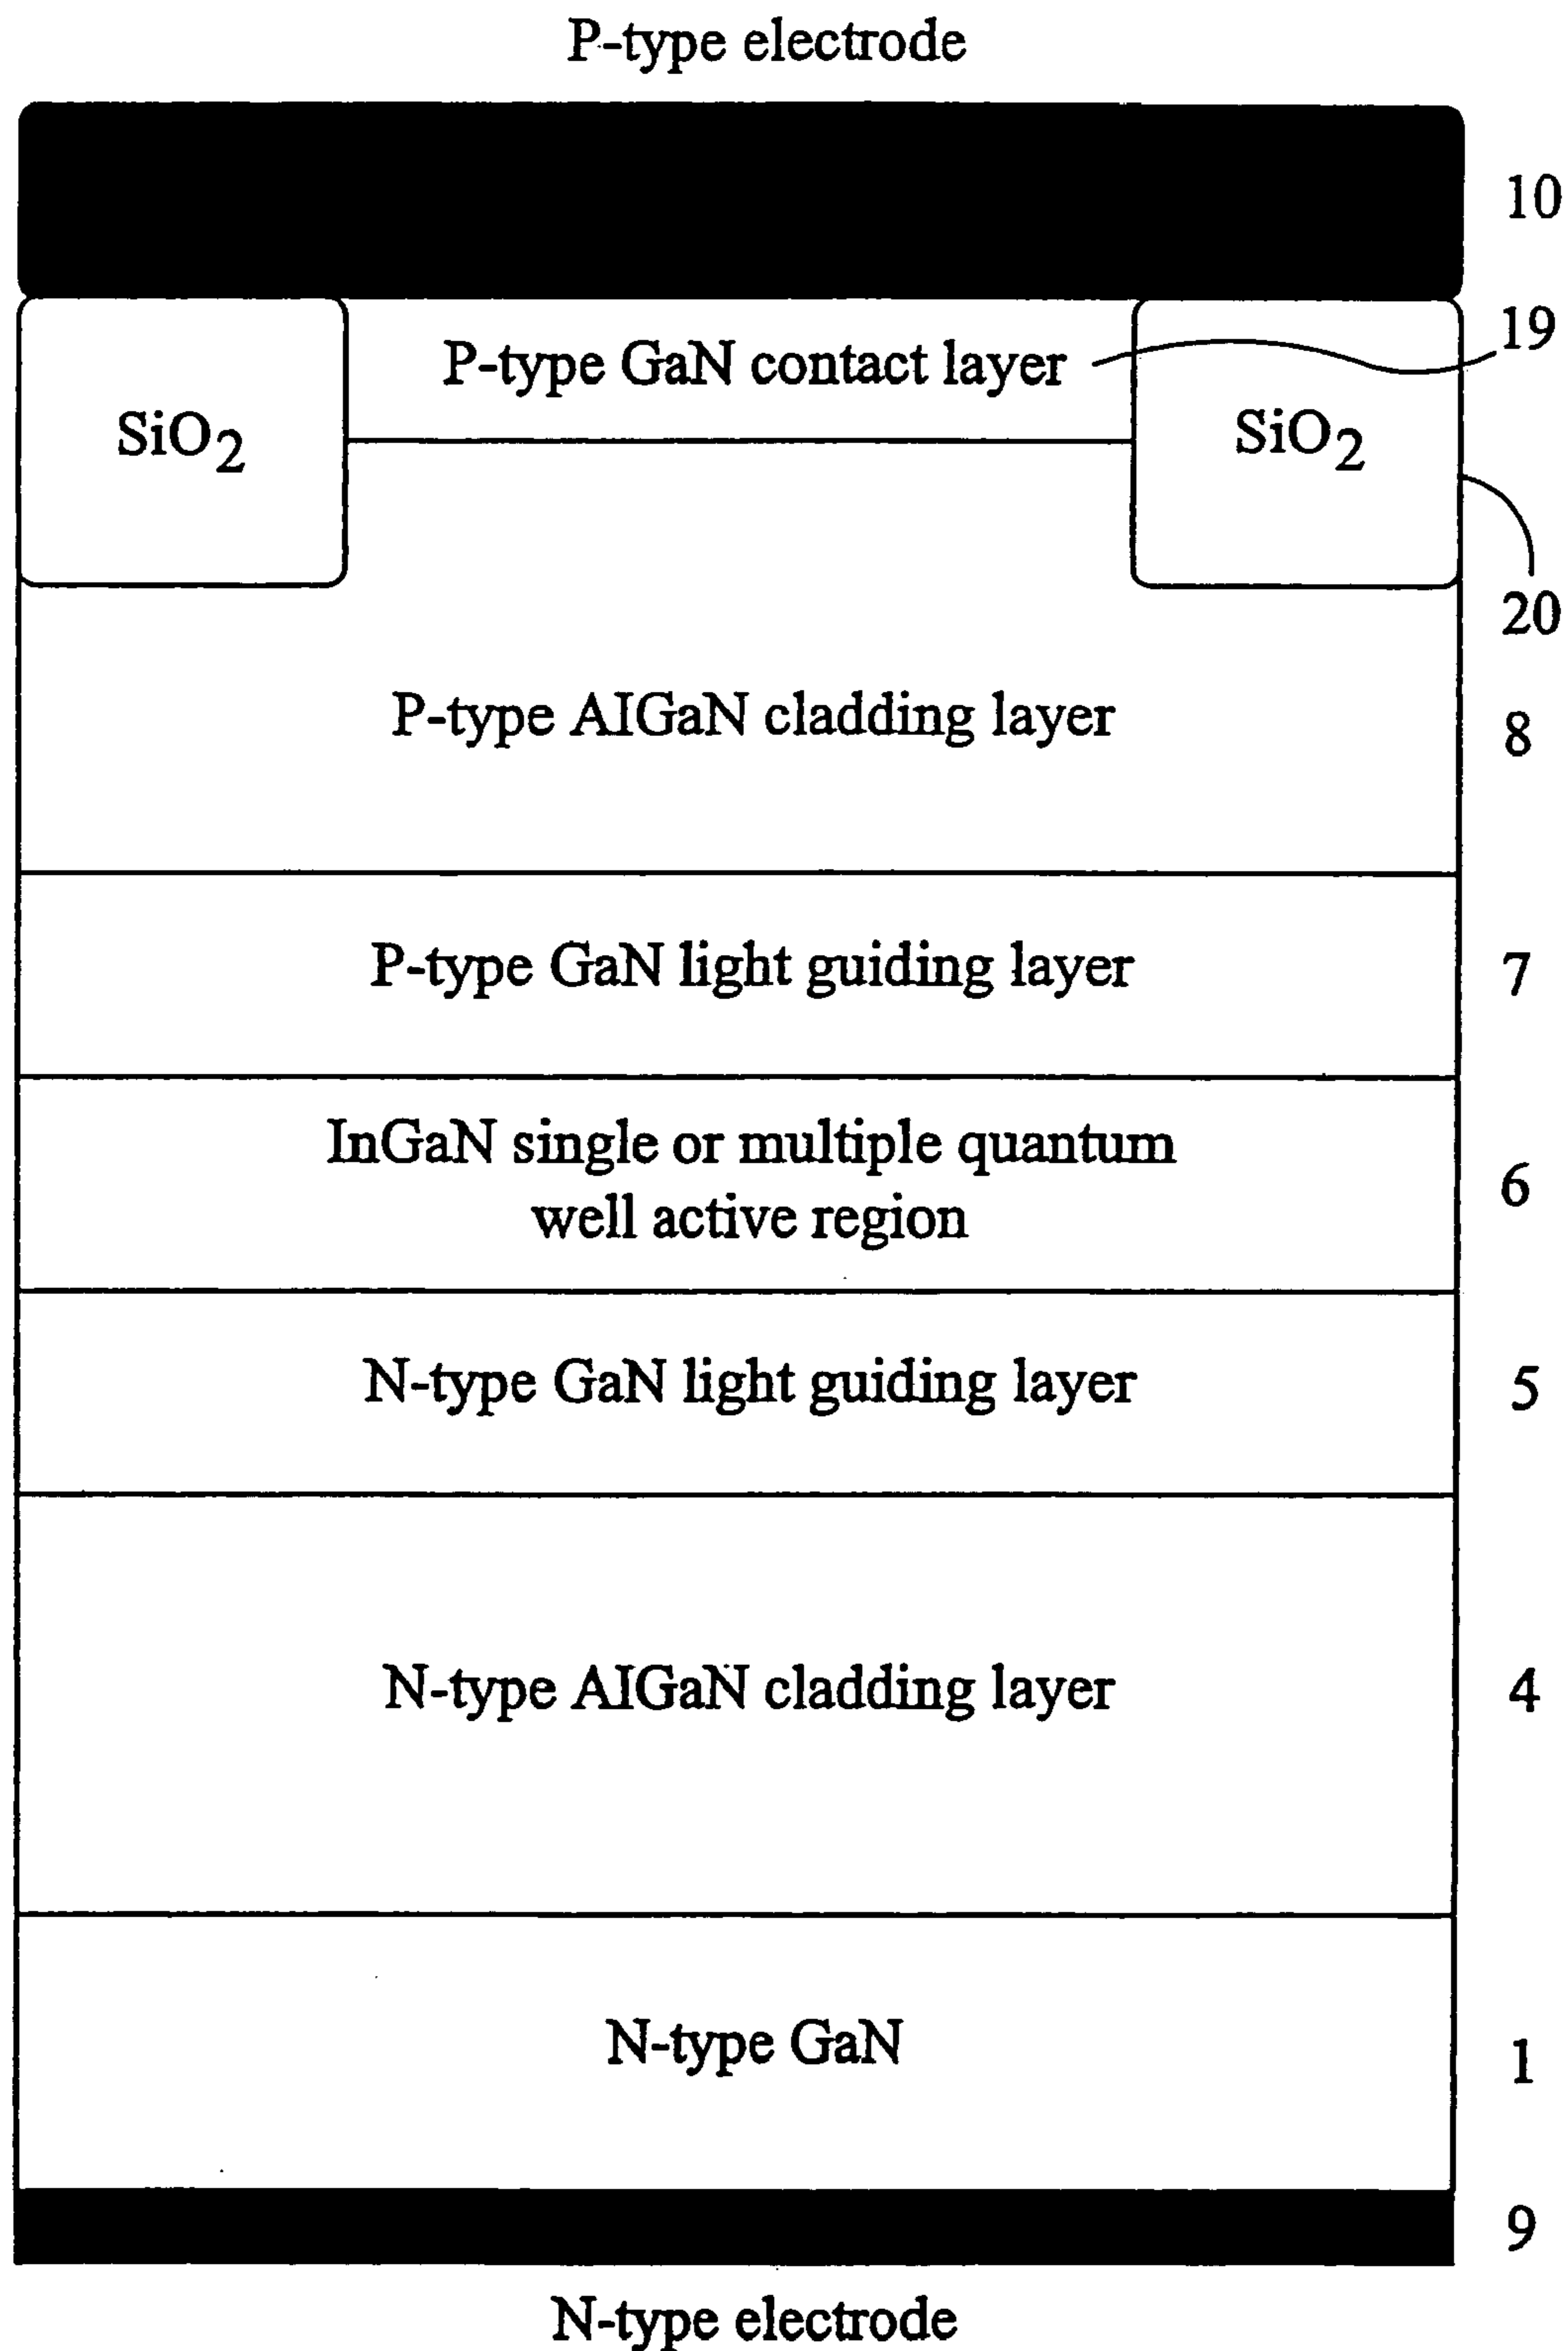 P-type electrode
10
P-type GaN contact layer
19
SiO2
SiO2
20
P-type AIGaN cladding layer
8
P-type GaN light guiding layer
7
InGaN single or multiple quantum
well active region
6
N-type GaN light guiding layer
5
N-type AIGaN cladding layer
4
N-type GaN
1
9
N-type electrode